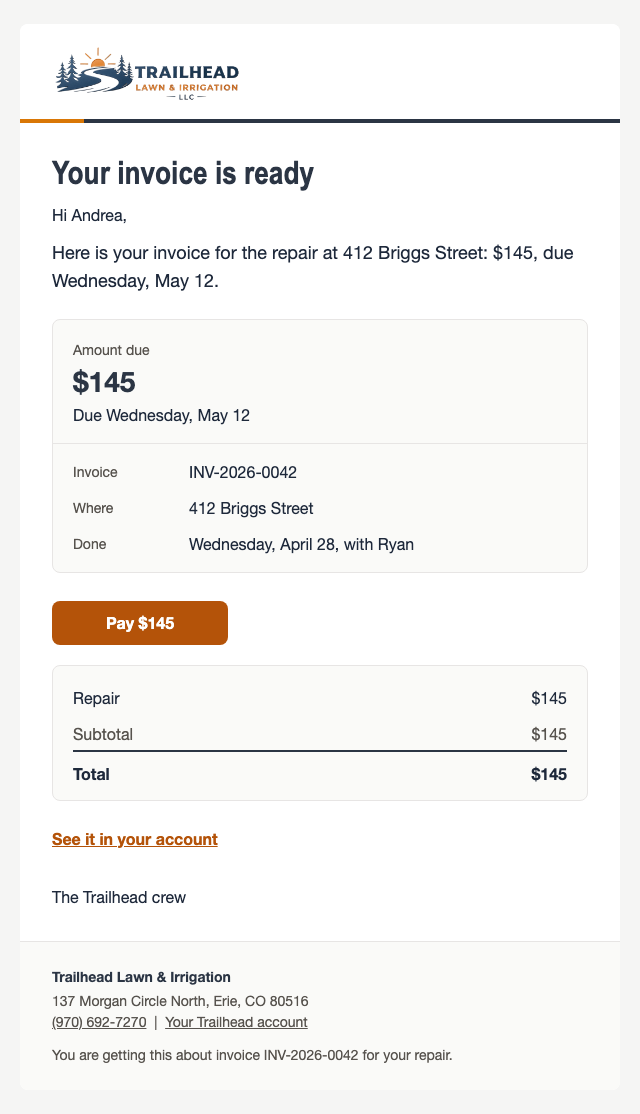 TRAILHEAD
LAWN & IRRIGATION
LLC
Your invoice is ready
Hi Andrea,
Here is your invoice for the repair at 412 Briggs Street: $145, due
Wednesday, May 12.
Amount due
$145
Due Wednesday, May 12
Invoice INV-2026-0042
Where 412 Briggs Street
Done Wednesday, April 28, with Ryan
Pay $145
Repair $145
Subtotal $145
Total $145
See it in your account
The Trailhead crew
Trailhead Lawn & Irrigation
137 Morgan Circle North, Erie, CO 80516
(970) 692-7270 | Your Trailhead account
You are getting this about invoice INV-2026-0042 for your repair.